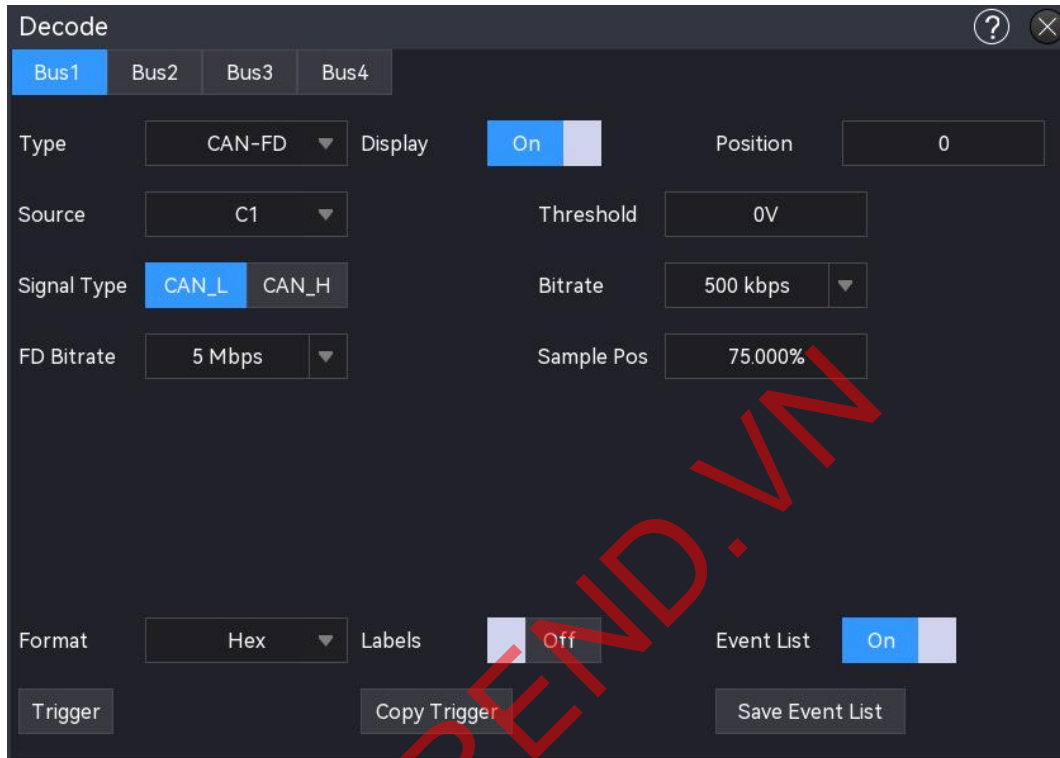 Decode ?
Bus1 Bus2 Bus3 Bus4
Type CAN-FD Display On Position 0
Source C1 Threshold 0V
Signal Type CAN_L CAN_H Bitrate 500 kbps
FD Bitrate 5 Mbps Sample Pos 75.000%
Format Hex Labels Off Event List On
Trigger Copy Trigger Save Event List
PEND.VN